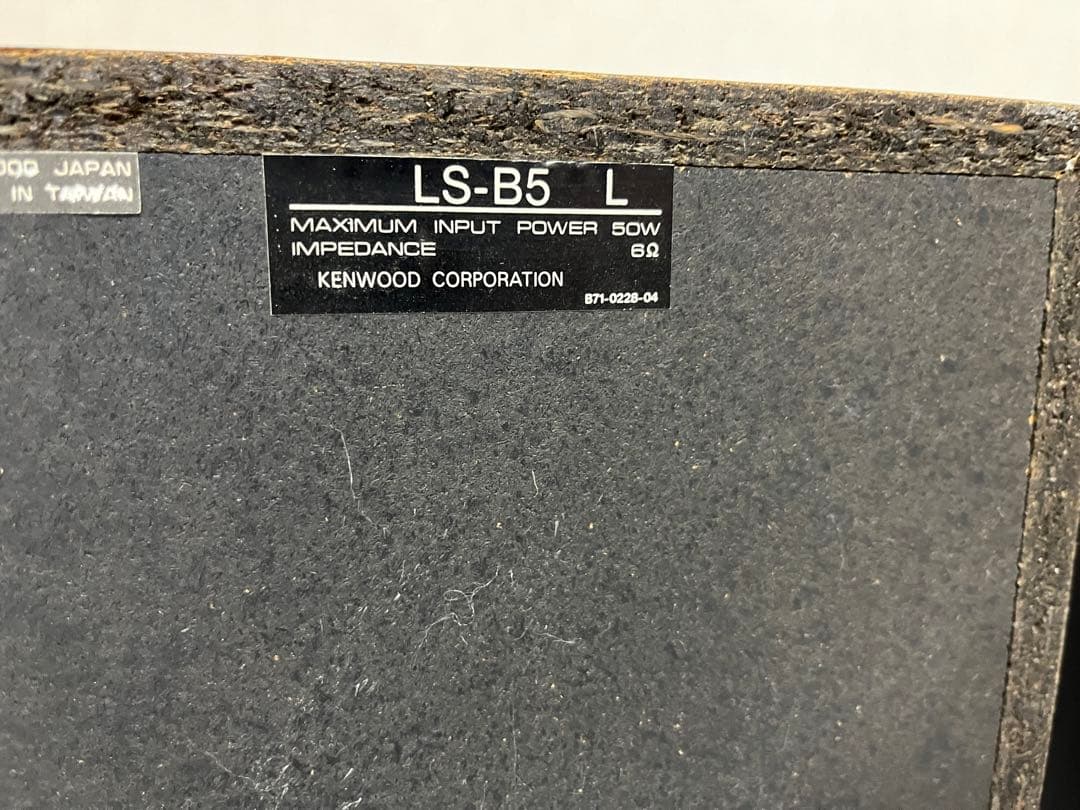 JAPAN
IN TAIWAN
LS-B5 L
MAXIMUM INPUT POWER 50W
IMPEDANCE 6Ω
KENWOOD CORPORATION
B71-0228-04